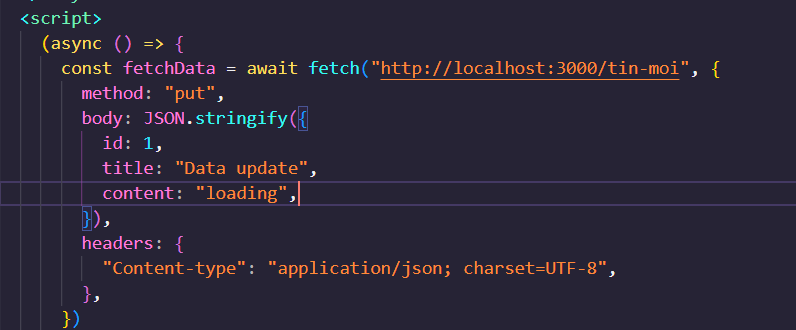 <script>
(async () => {
const fetchData = await fetch("http://localhost:3000/tin-moi", {
method: "put",
body: JSON.stringify({
id: 1,
title: "Data update",
content: "loading",
}),
headers: {
"Content-type": "application/json; charset=UTF-8",
},
})